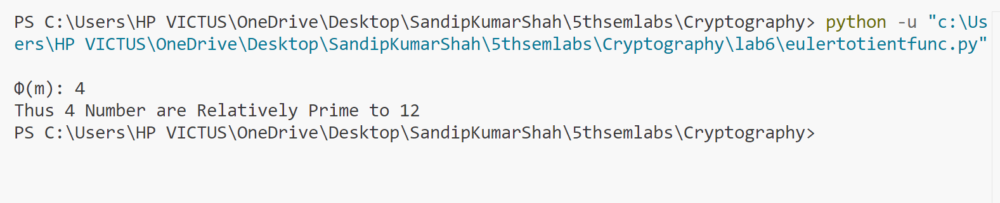 PS C:\Users\HP VICTUS\OneDrive\Desktop\SandipKumarShah\5thsemlabs\Cryptography> python -u "c:\Us
ers\HP VICTUS\OneDrive\Desktop\SandipKumarShah\5thsemlabs\Cryptography\lab6\eulertotientfunc.py"
Φ(m): 4
Thus 4 Number are Relatively Prime to 12
PS C:\Users\HP VICTUS\OneDrive\Desktop\SandipKumarShah\5thsemlabs\Cryptography>